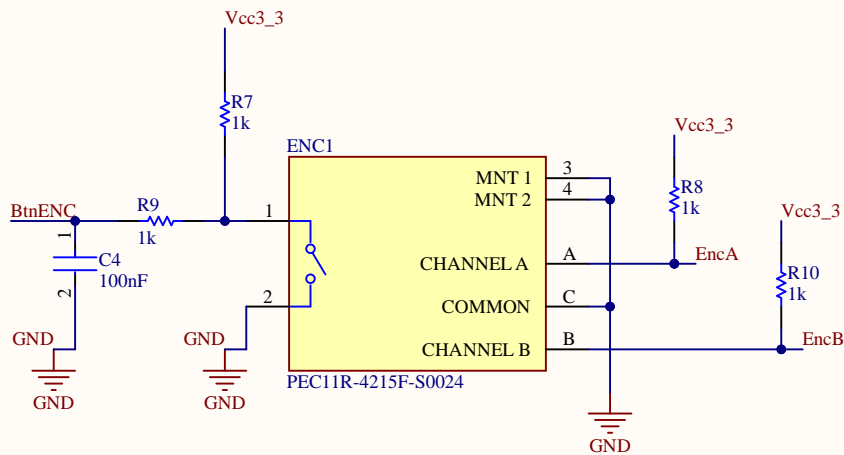 Vcc3_3
R7
1k
ENC1
Vcc3_3
MNT 1
3
MNT 2
4
R8
1k
BtnENC
R9
1k
1
Vcc3_3
1
C4
100nF
2
2
CHANNEL A
A
EncA
R10
1k
COMMON
C
GND
GND
CHANNEL B
B
EncB
PEC11R-4215F-S0024
GND
GND
GND